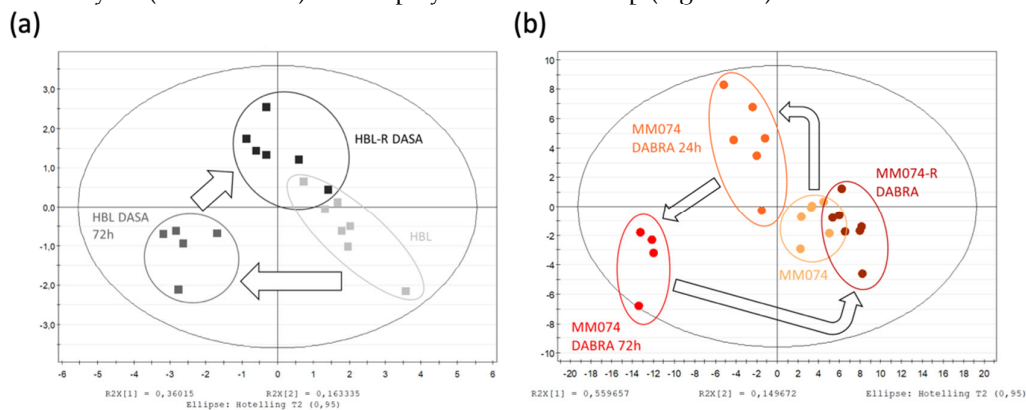 (a)
3,0
2,0
1,0
0,0
-1,0
-2,0
-3,0
HBL-R DASA
HBL DASA
72h
HBL
-6 -5 -4 -3 -2 -1 0 1 2 3 4 5 6
R2X[1] = 0,36015 R2X[2] = 0,163335
Ellipse: Hotelling T2 (0,95)
(b)
10
8
6
4
2
0
-2
-4
-6
-8
-10
MM074
DABRA 24h
MM074-R
DABRA
MM074
MM074
DABRA 72h
-20 -18 -16 -14 -12 -10 -8 -6 -4 -2 0 2 4 6 8 10 12 14 16 18 20
R2X[1] = 0,559657 R2X[2] = 0,149672
Ellipse: Hotelling T2 (0,95)